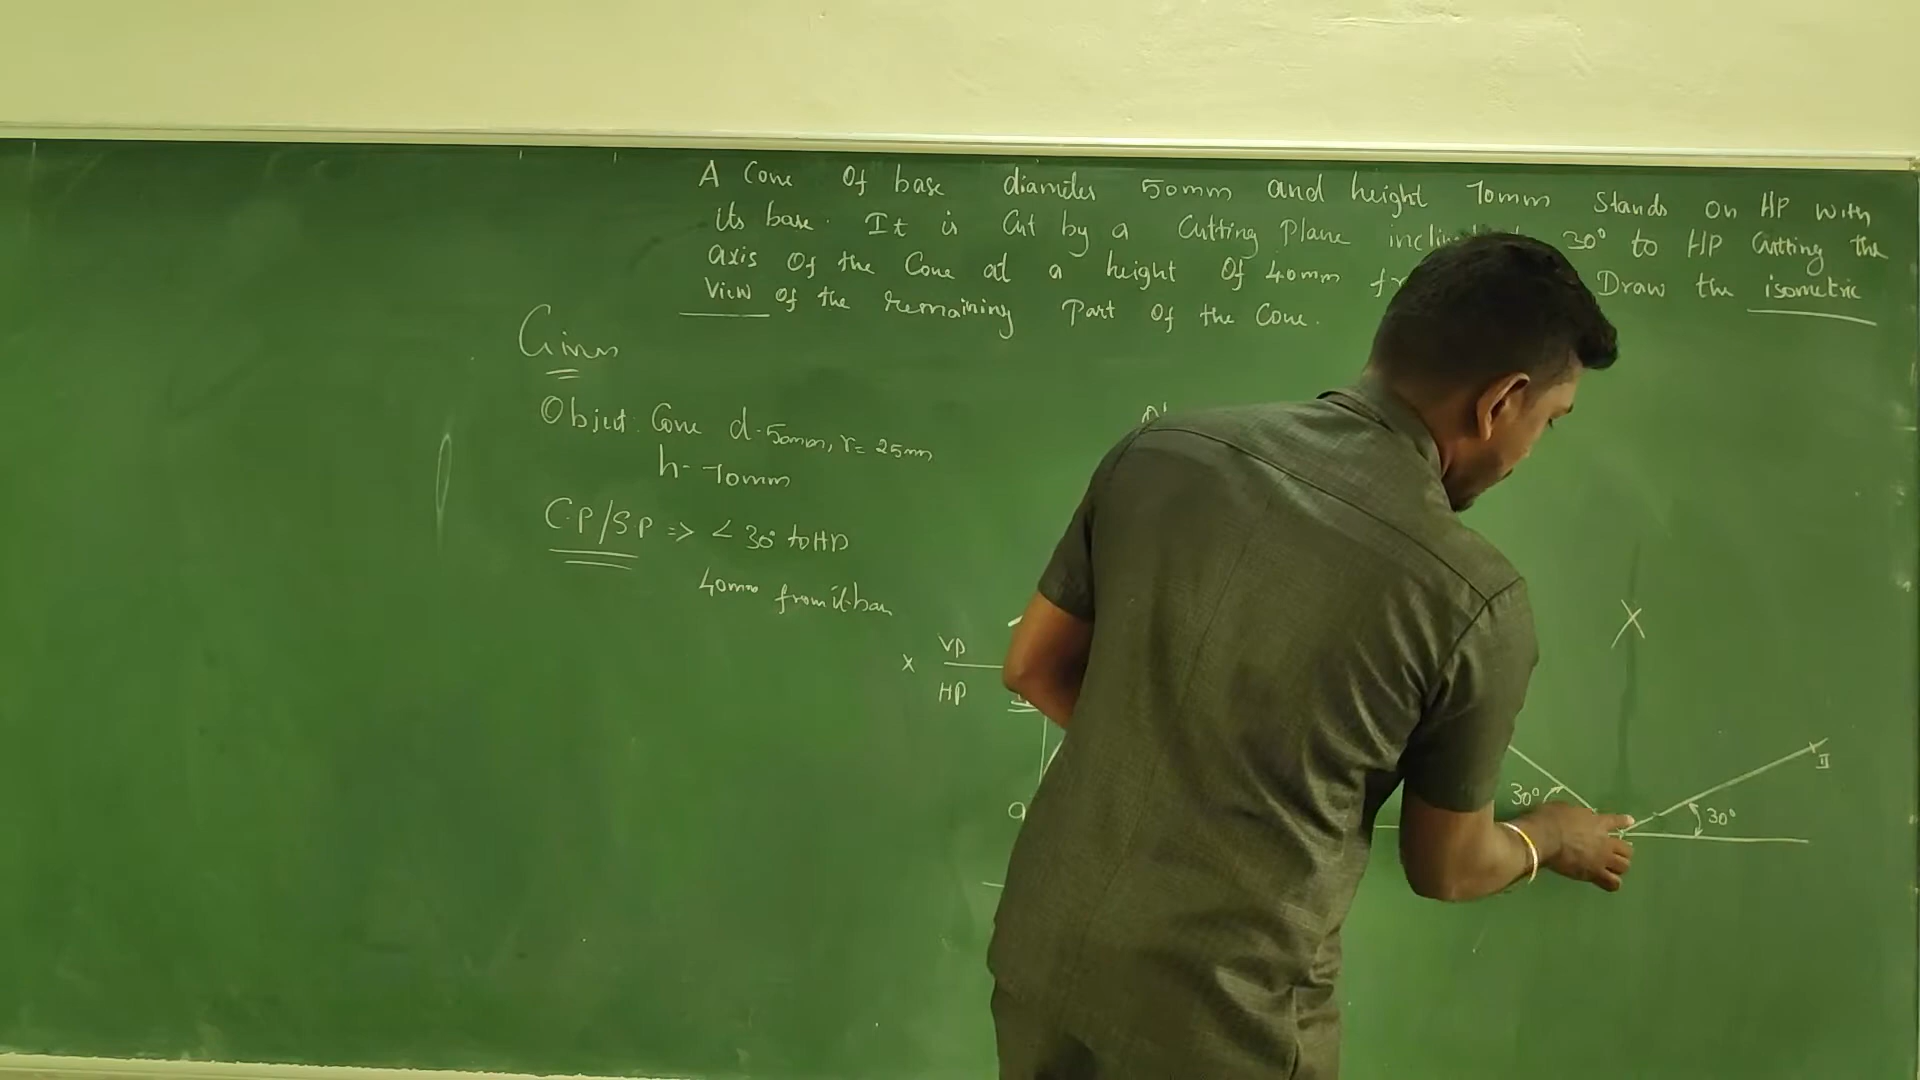 A Cone Of base diameter 50mm and height 70mm Stands On HP with
its base. It is Cut by a Cutting Plane 30° to HP Cutting the
axis Of the Cone at a height Of 40mm Draw the isometric
View of the remaining Part Of the Cone.
Given
Object: Cone d-50mm, r=25mm
h-70mm
C.P/SP => < 30° to HP
40mm from
X VP
HP
X
II
30°
30°